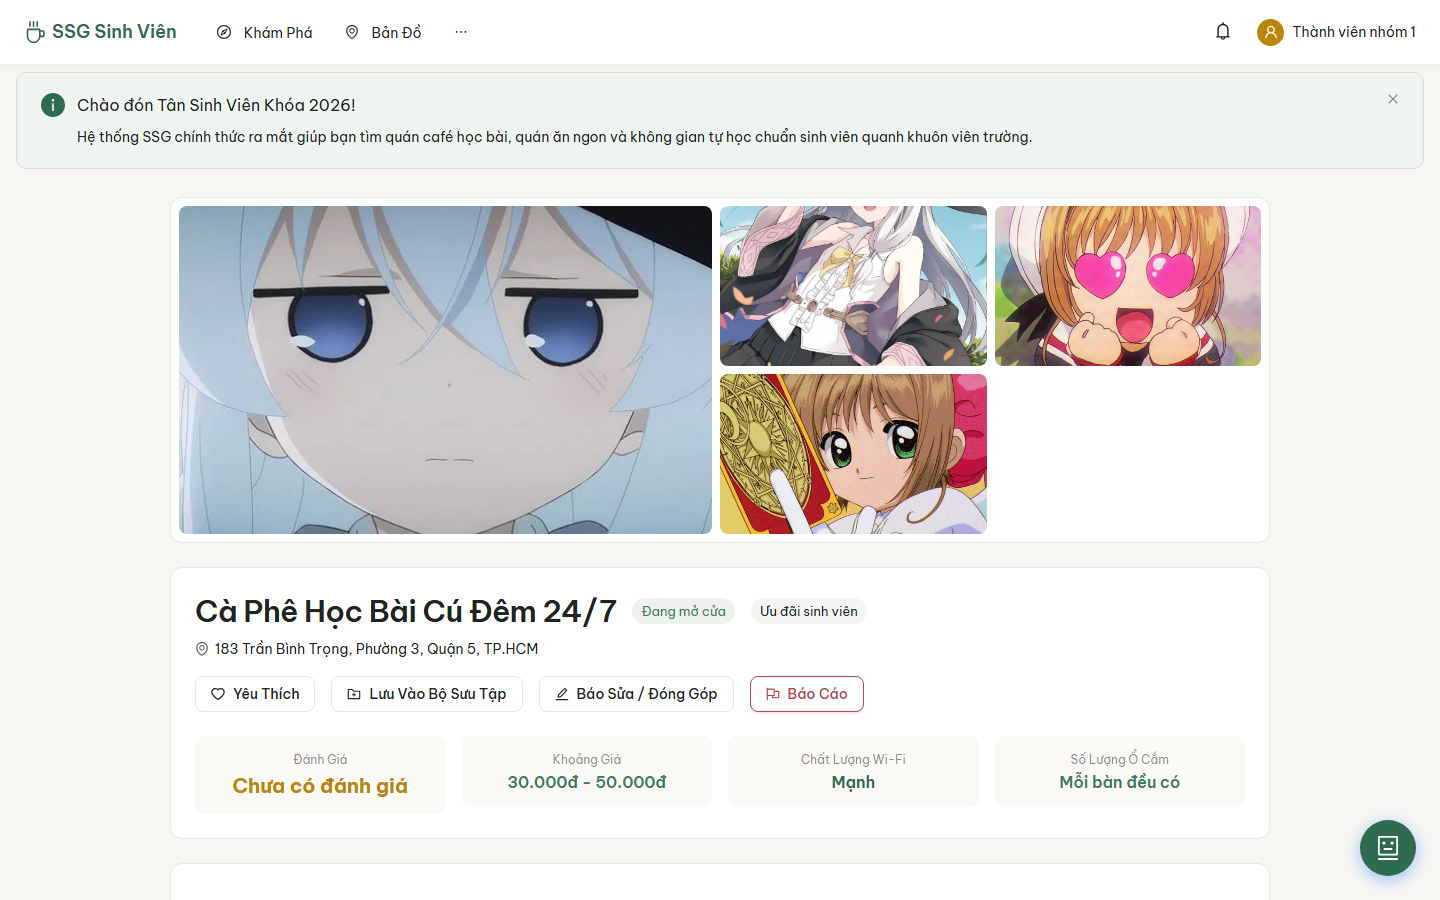 SSG Sinh Viên
Khám Phá
Bản Đồ
···
Thành viên nhóm 1
Chào đón Tân Sinh Viên Khóa 2026!
Hệ thống SSG chính thức ra mắt giúp bạn tìm quán café học bài, quán ăn ngon và không gian tự học chuẩn sinh viên quanh khuôn viên trường.
Cà Phê Học Bài Cú Đêm 24/7
Đang mở cửa
Ưu đãi sinh viên
183 Trần Bình Trọng, Phường 3, Quận 5, TP.HCM
Yêu Thích
Lưu Vào Bộ Sưu Tập
Báo Sửa / Đóng Góp
Báo Cáo
Đánh Giá
Chưa có đánh giá
Khoảng Giá
30.000đ - 50.000đ
Chất Lượng Wi-Fi
Mạnh
Số Lượng Ổ Cắm
Mỗi bàn đều có